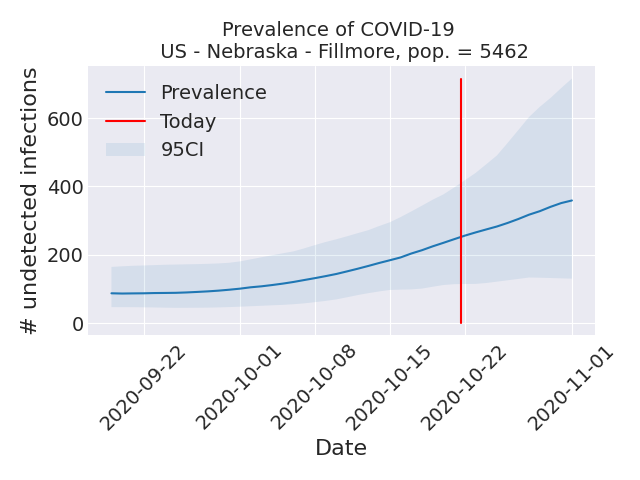 Prevalence of COVID-19
US - Nebraska - Fillmore, pop. = 5462
# undetected infections
600
400
200
0
Prevalence
Today
95CI
2020-09-22
2020-10-01
2020-10-08
2020-10-15
2020-10-22
2020-11-01
Date